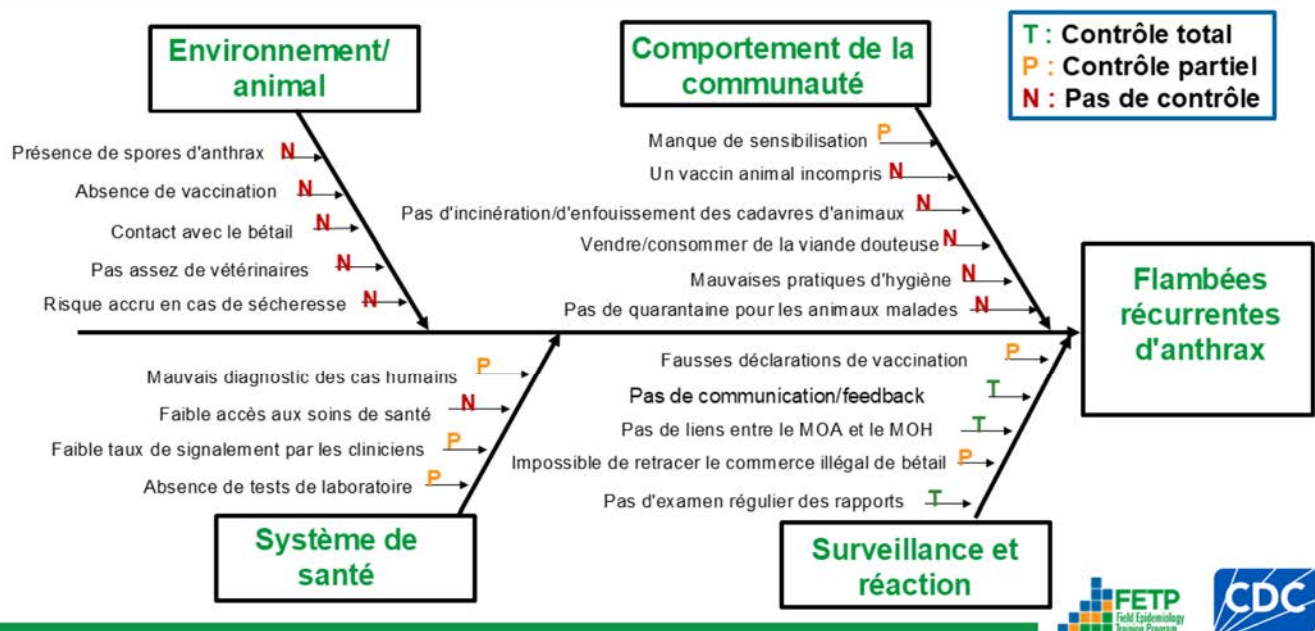 Environnement/
animal
Comportement de la
communauté
T : Contrôle total
P : Contrôle partiel
N : Pas de contrôle
Présence de spores d'anthrax N
Absence de vaccination N
Contact avec le bétail N
Pas assez de vétérinaires N
Risque accru en cas de sécheresse N
Manque de sensibilisation P
Un vaccin animal incompris N
Pas d'incinération/d'enfouissement des cadavres d'animaux N
Vendre/consommer de la viande douteuse N
Mauvaises pratiques d'hygiène N
Pas de quarantaine pour les animaux malades N
Flambées
récurrentes
d'anthrax
Mauvais diagnostic des cas humains P
Faible accès aux soins de santé N
Faible taux de signalement par les cliniciens P
Absence de tests de laboratoire P
Fausses déclarations de vaccination P
Pas de communication/feedback T
Pas de liens entre le MOA et le MOH T
Impossible de retracer le commerce illégal de bétail P
Pas d'examen régulier des rapports T
Système de
santé
Surveillance et
réaction
FETP
Field Epidemiology
Training Program
CDC